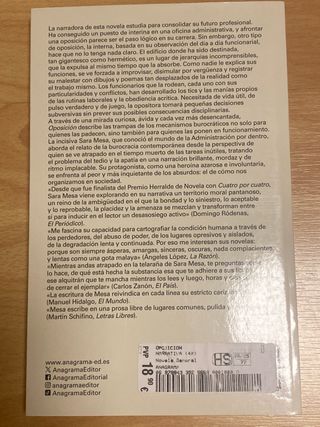 La narradora de esta novela estudia para consolidar su futuro profesional.
Ha conseguido un puesto de interina en una oficina administrativa, y afrontar
una oposición parece ser el paso lógico en su carrera. Sin embargo, otro tipo
de oposición, la interna, basada en su observación del día a día funcionarial,
hace que no lo tenga nada claro. El edificio donde ha sido destinada,
tan gigantesco como hermético, es un lugar de jerarquías incomprensibles,
que la expulsa al mismo tiempo que la absorbe. Como nadie le explica sus
funciones, se ve forzada a improvisar, disimular por vergüenza y registrar
su malestar con dibujos y poemas tan desplazados de la realidad como
el trabajo mismo. Los funcionarios que la rodean, cada uno con sus
particularidades y conflictos, han desarrollado los tics y las manías propios
de las rutinas laborales y la obediencia acrítica. Necesitada de vitalidad, de
pulso verdadero y de juego, la opositora tomará pequeñas decisiones
subversivas sin prever sus posibles consecuencias disciplinarias.
A través de una mirada curiosa, ávida y cada vez más desencantada,
Oposición describe las trampas de los mecanismos burocráticos no solo para
quienes las padecen, sino también para quienes las ponen en funcionamiento.
La incisiva Sara Mesa, que conoció el mundo de la Administración por dentro,
aborda el relato de la burocracia contemporánea desde la perspectiva
de quien se ve atrapado en el tiempo muerto de las tareas inútiles, tratando
el problema del tedio y la apatía en una narración brillante, mordaz y de
ritmo implacable. Su protagonista, como una heroína azarosa e involuntaria,
se enfrenta al peor y más inquietante de los absurdos: el de cómo nos
organizamos en sociedad.
«Desde que fue finalista del Premio Herralde de Novela con Cuatro por cuatro,
Sara Mesa viene explorando en su narrativa un territorio moral pantanoso,
un reino de la ambigüedad en el que la bondad y lo siniestro, lo aceptable
y lo reprobable, la placidez y la amenaza se mezclan y transforman entre
sí para inducir en el lector un desasosiego activo» (Domingo Ródenas,
El Periódico).
«Me fascina su capacidad para cartografiar la condición humana a través de
los perdedores, del abuso de poder, de los lugares opresivos y aislados,
de la degradación lenta y continuada. Por eso me interesan sus novelas:
porque son siempre ásperas, amargas, sinceras, oscuras, nada complacientes,
y lentas como una gota malaya» (Ángeles López, La Razón).
«Mientras andas atrapado en la telaraña de Sara Mesa, te preguntas cómo
lo hace, de qué está hecha la substancia esa que te adhiere a sus libros,
ese alquitrán que te mancha mientras los lees y luego, horas y días después
de cerrar el ejemplar» (Carlos Zanón, El País).
«La escritura de Mesa reivindica en cada línea su estricto carácter
(Manuel Hidalgo, El Mundo).
«Mesa escribe en una prosa libre de lugares comunes, pulida y
(Martín Schifino, Letras Libres).
www.anagrama-ed.es
AnagramaEditor
AnagramaEditorial
anagramaeditor
AnagramaEditor
PVP
18
90
€
OPOSICION
NARRATIVA (A#)
Novela General
ANAGRAMA
SH